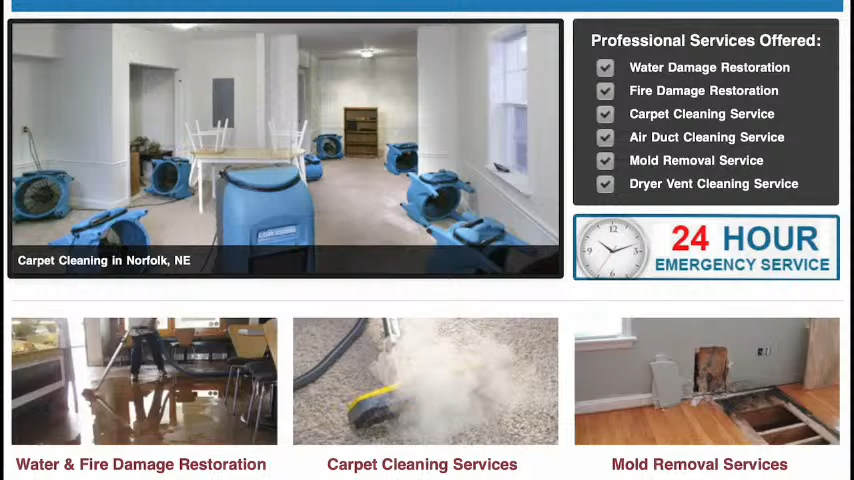 Professional Services Offered:
Water Damage Restoration
Fire Damage Restoration
Carpet Cleaning Service
Air Duct Cleaning Service
Mold Removal Service
Dryer Vent Cleaning Service
Carpet Cleaning in Norfolk, NE
24 HOUR
EMERGENCY SERVICE
Water & Fire Damage Restoration
Carpet Cleaning Services
Mold Removal Services